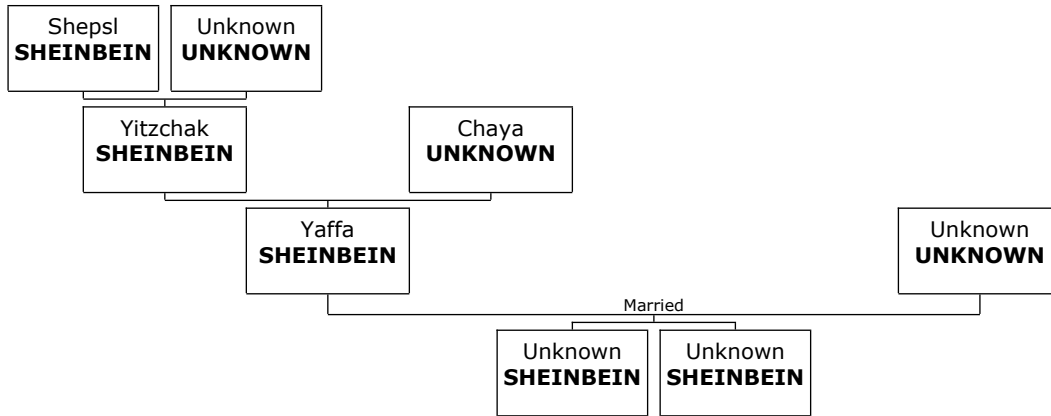 Shepsl
SHEINBEIN
Unknown
UNKNOWN
Yitzchak
SHEINBEIN
Chaya
UNKNOWN
Yaffa
SHEINBEIN
Unknown
UNKNOWN
Married
Unknown
SHEINBEIN
Unknown
SHEINBEIN